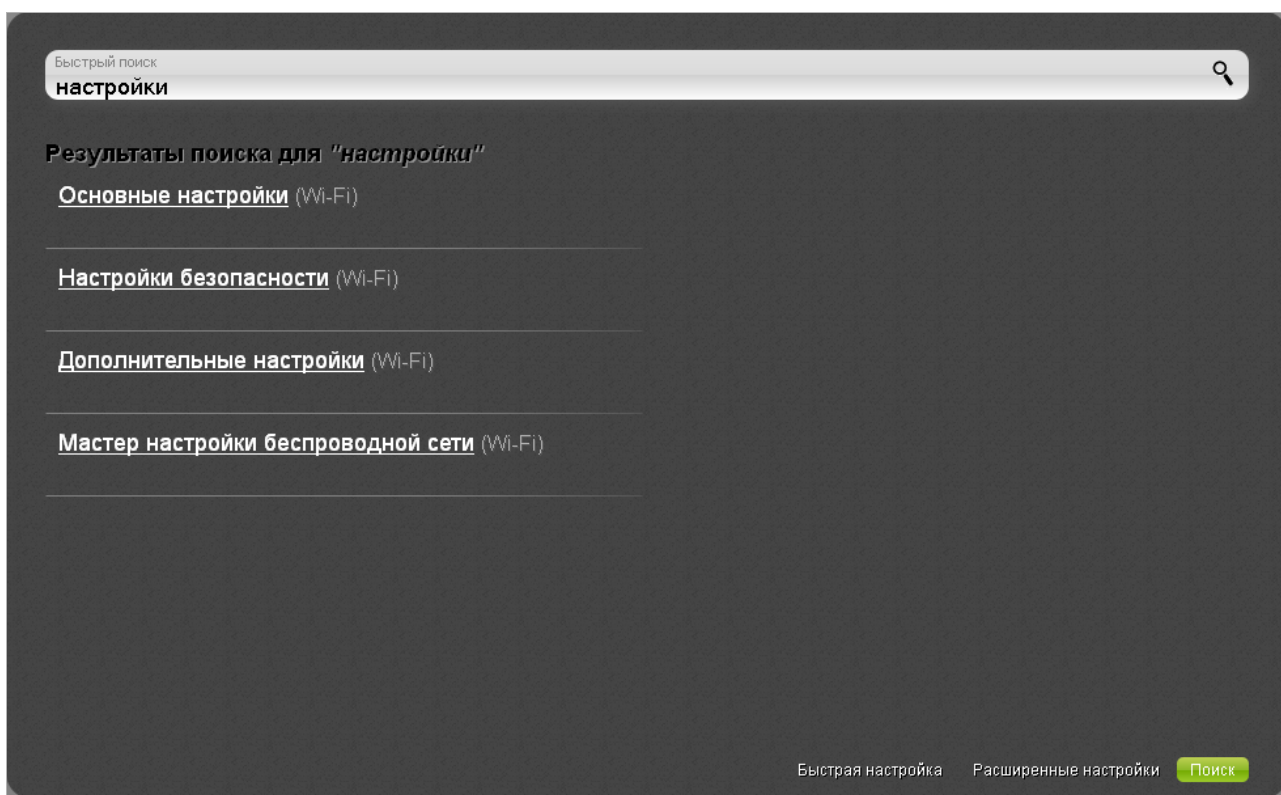 Быстрый поиск
настройки
Результаты поиска для "настройки"
Основные настройки (Wi-Fi)
Настройки безопасности (Wi-Fi)
Дополнительные настройки (Wi-Fi)
Мастер настройки беспроводной сети (Wi-Fi)
Быстрая настройка Расширенные настройки Поиск